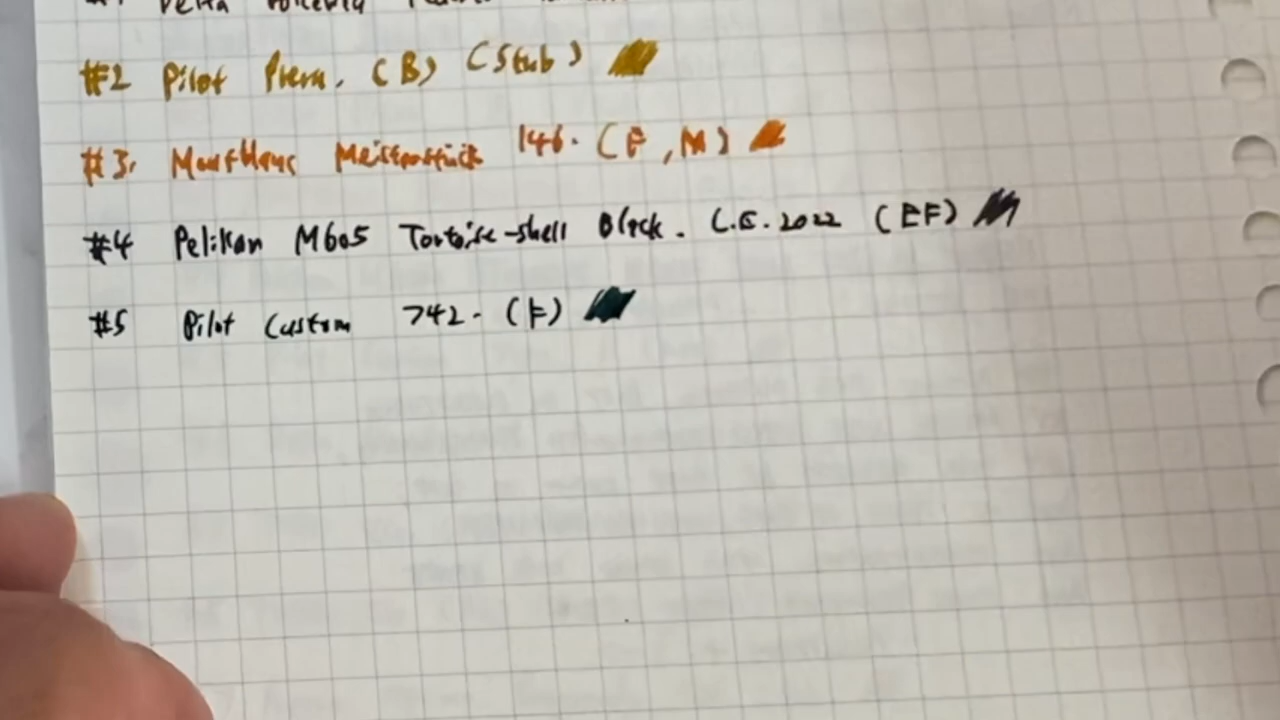 #2 Pilot Prera. (B) (Stub)
#3. Montblanc Meisterstück 146. (F, M)
#4 Pelikan M605 Tortoise-shell Black. L.E. 2022 (EF)
#5 Pilot Custom 742. (F)